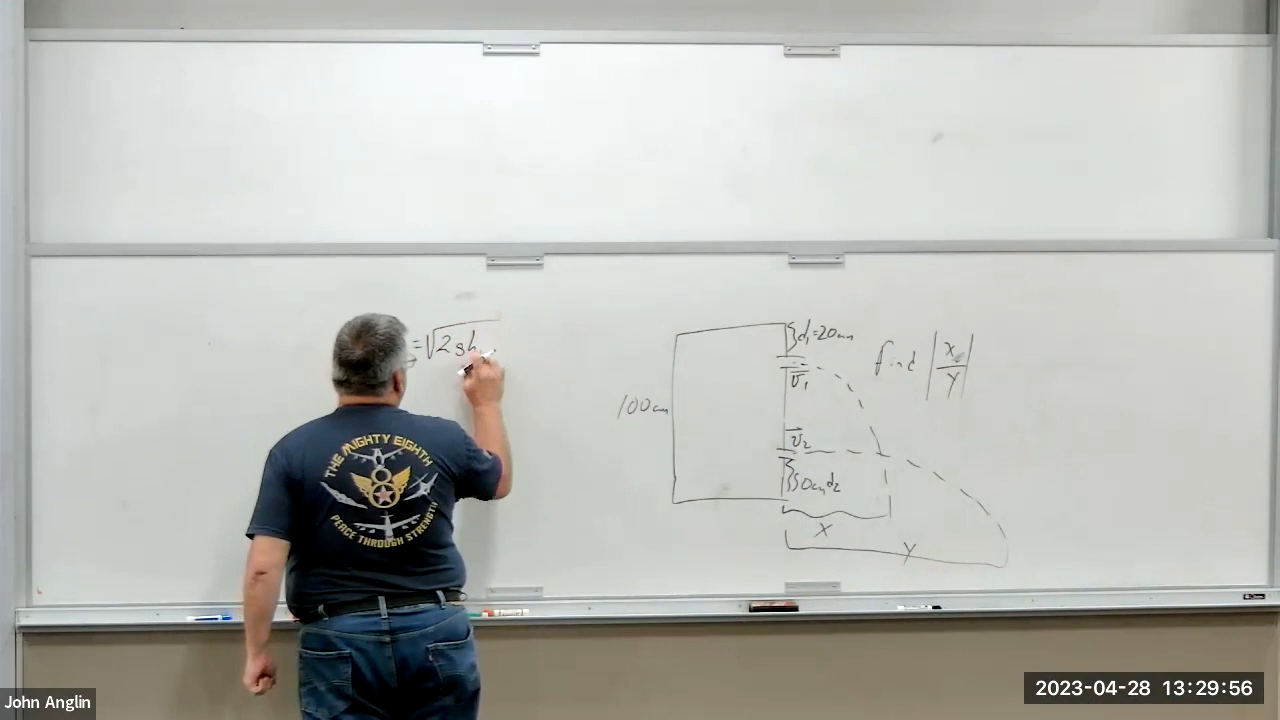 =√2gh
100cm
d₁=20cm
v₁
v₂
50cm d₂
x
y
find |x/y|
THE MIGHTY EIGHTH
8
PEACE THROUGH STRENGTH
John Anglin
2023-04-28 13:29:56